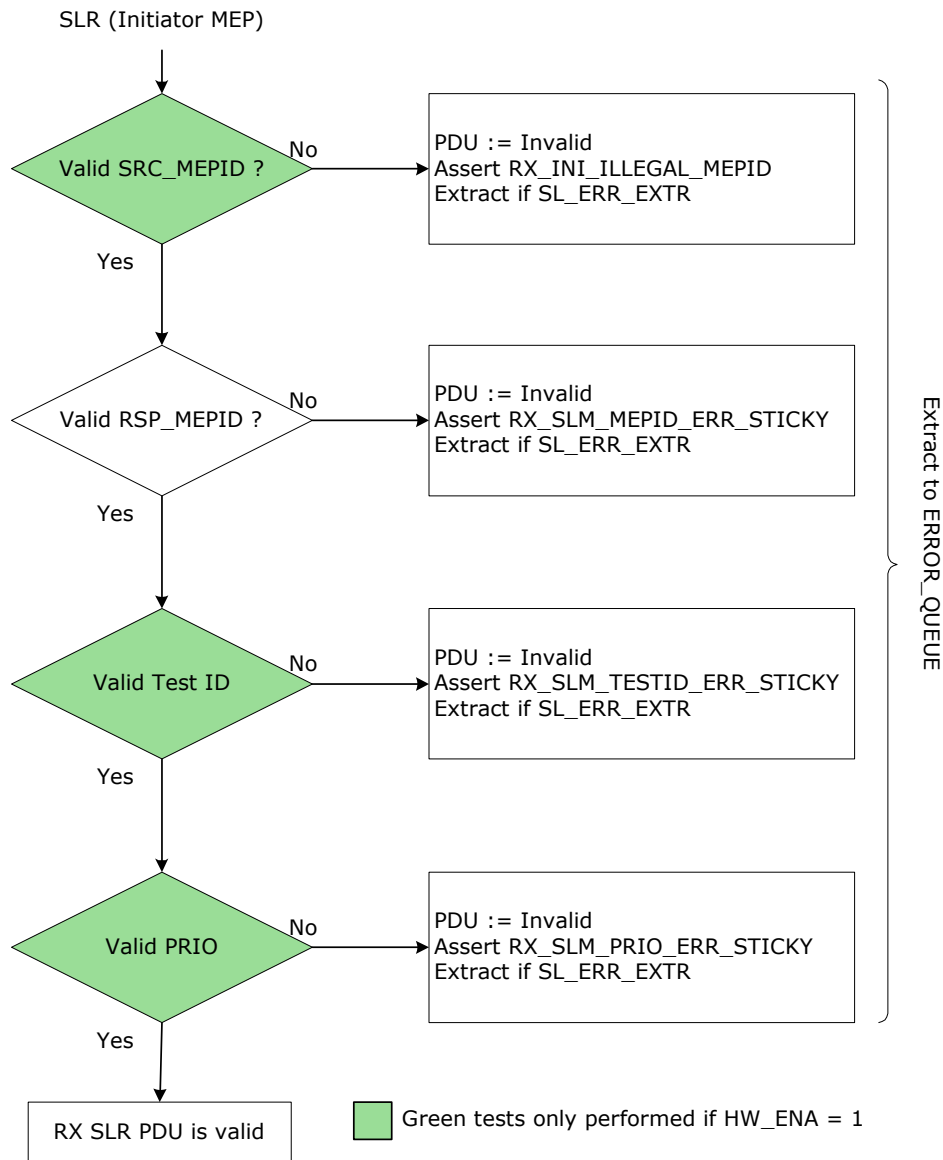 SLR (Initiator MEP)
Valid SRC_MEPID ?
No
PDU := Invalid
Assert RX_INI_ILLEGAL_MEPID
Extract if SL_ERR_EXTR
Yes
Valid RSP_MEPID ?
No
PDU := Invalid
Assert RX_SLM_MEPID_ERR_STICKY
Extract if SL_ERR_EXTR
Yes
Valid Test ID
No
PDU := Invalid
Assert RX_SLM_TESTID_ERR_STICKY
Extract if SL_ERR_EXTR
Yes
Valid PRIO
No
PDU := Invalid
Assert RX_SLM_PRIO_ERR_STICKY
Extract if SL_ERR_EXTR
Yes
RX SLR PDU is valid
Extract to ERROR_QUEUE
Green tests only performed if HW_ENA = 1